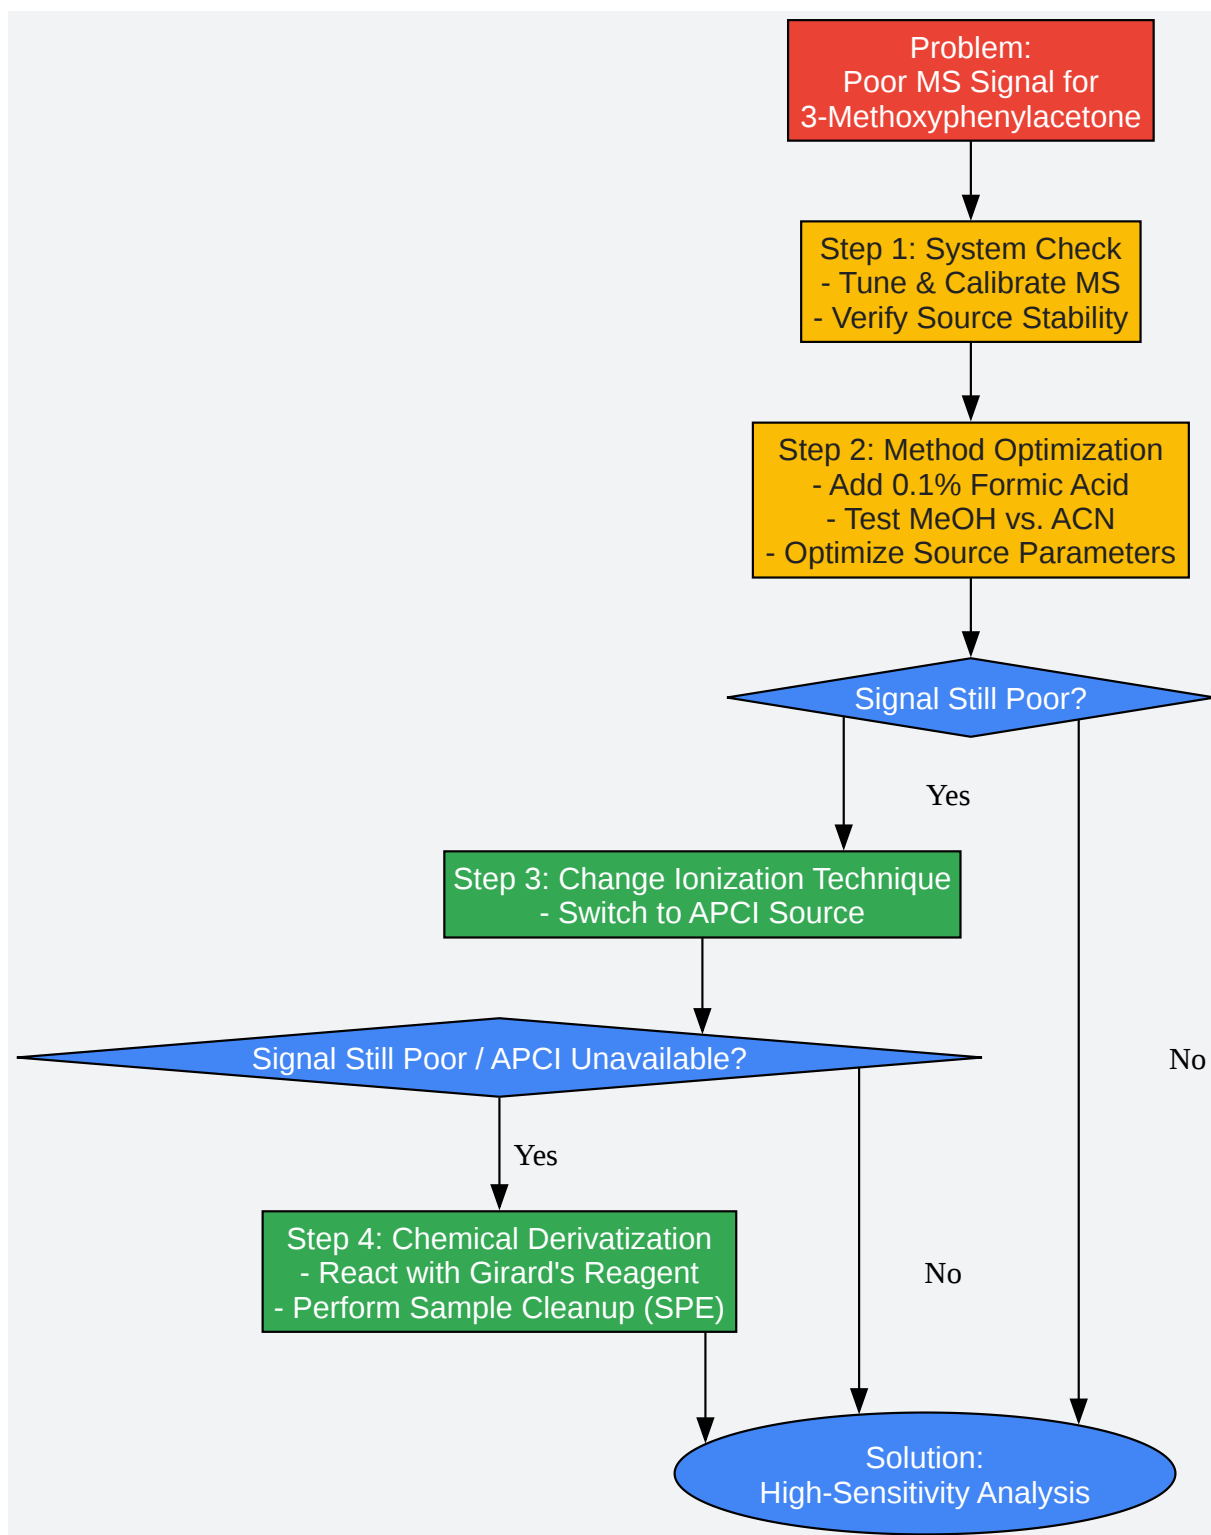 Problem:
Poor MS Signal for
3-Methoxyphenylacetone
Step 1: System Check
- Tune & Calibrate MS
- Verify Source Stability
Step 2: Method Optimization
- Add 0.1% Formic Acid
- Test MeOH vs. ACN
- Optimize Source Parameters
Signal Still Poor?
Yes
Step 3: Change Ionization Technique
- Switch to APCI Source
Signal Still Poor / APCI Unavailable?
No
Yes
Step 4: Chemical Derivatization
- React with Girard's Reagent
- Perform Sample Cleanup (SPE)
No
Solution:
High-Sensitivity Analysis